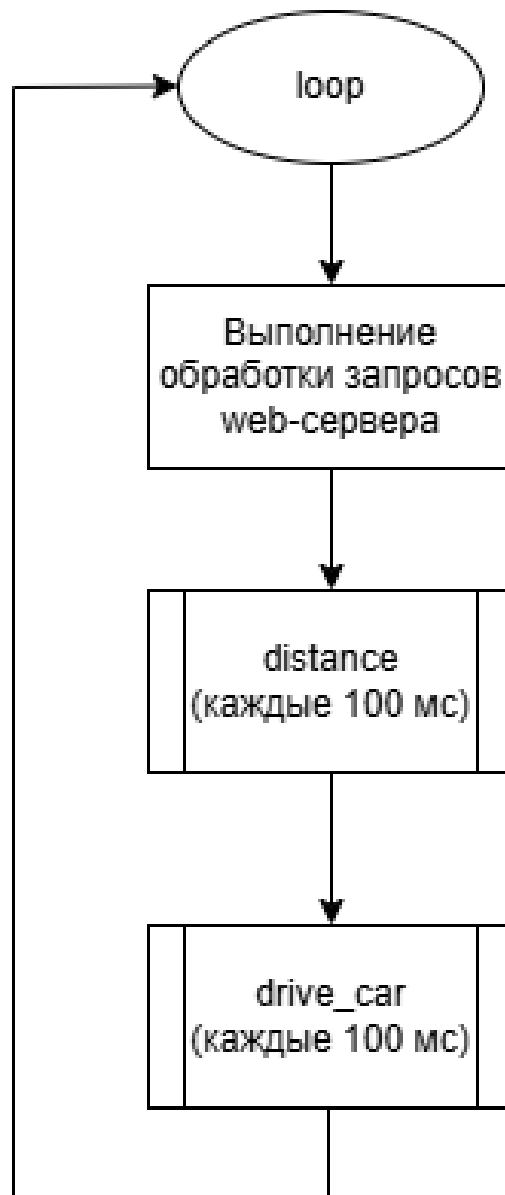 loop
Выполнение
обработки запросов
web-сервера
distance
(каждые 100 мс)
drive_car
(каждые 100 мс)